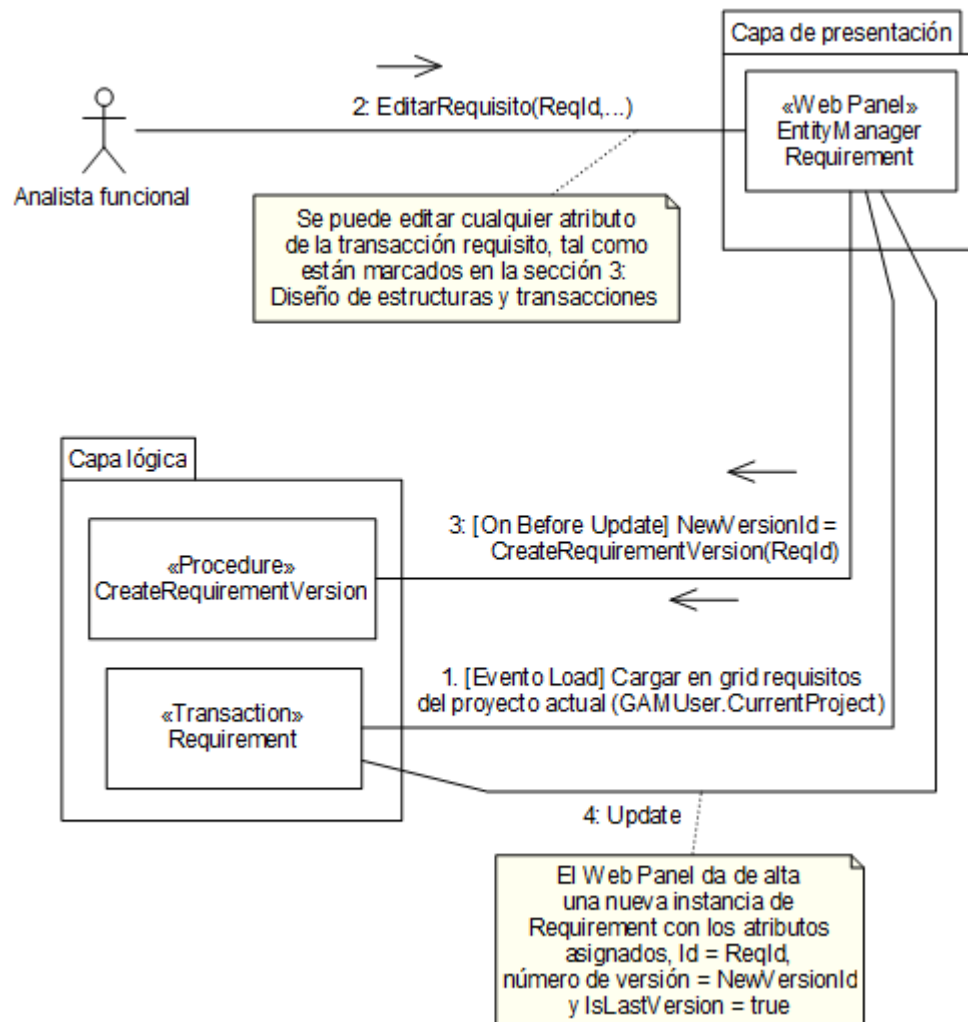 Capa de presentación
«Web Panel»
EntityManager
Requirement
2: EditarRequisito(ReqId,...)
Analista funcional
Se puede editar cualquier atributo
de la transacción requisito, tal como
están marcados en la sección 3:
Diseño de estructuras y transacciones
Capa lógica
3: [On Before Update] NewVersionId =
CreateRequirementVersion(ReqId)
«Procedure»
CreateRequirementVersion
1. [Evento Load] Cargar en grid requisitos
del proyecto actual (GAMUser.CurrentProject)
«Transaction»
Requirement
4: Update
El Web Panel da de alta
una nueva instancia de
Requirement con los atributos
asignados, Id = ReqId,
número de versión = NewVersionId
y IsLastVersion = true